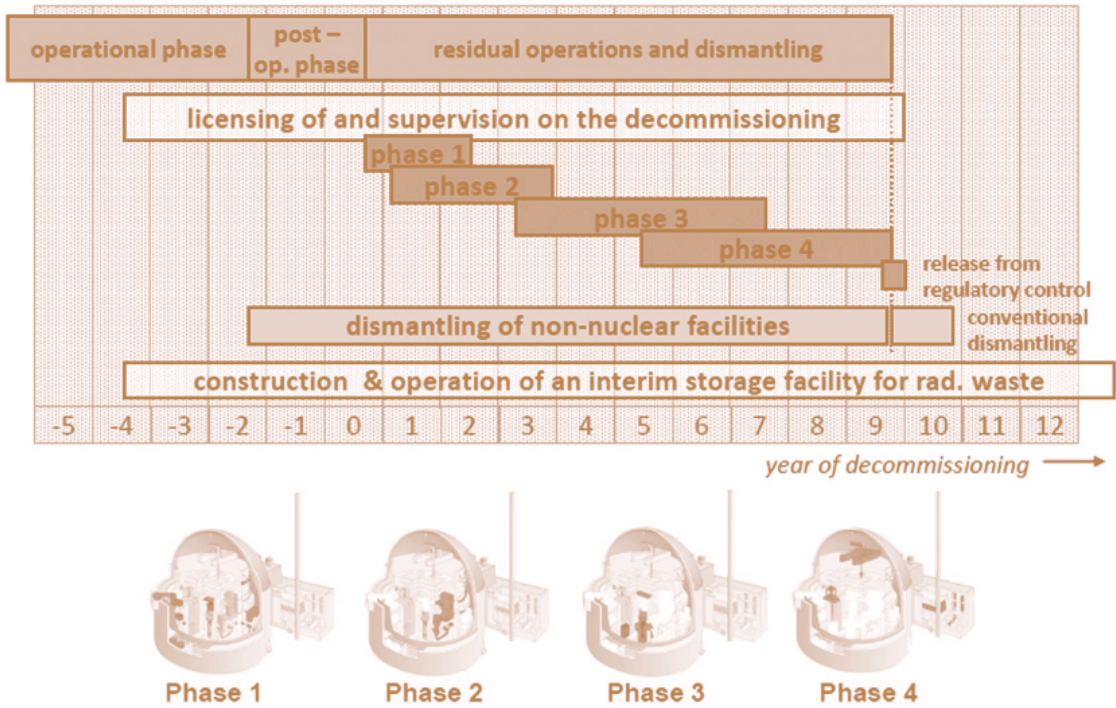 operational phase
post –
op. phase
residual operations and dismantling
licensing of and supervision on the decommissioning
phase 1
phase 2
phase 3
phase 4
release from
regulatory control
dismantling of non-nuclear facilities
conventional
dismantling
construction & operation of an interim storage facility for rad. waste
-5 -4 -3 -2 -1 0 1 2 3 4 5 6 7 8 9 10 11 12
year of decommissioning
Phase 1 Phase 2 Phase 3 Phase 4